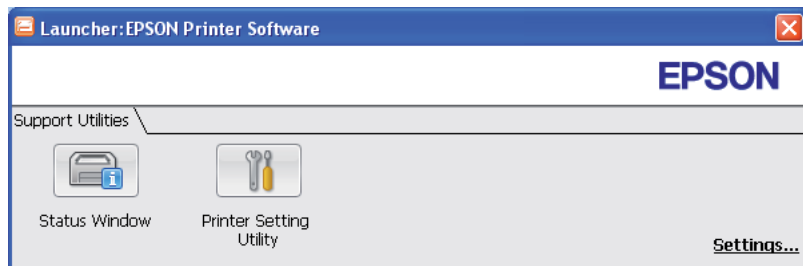 Launcher:EPSON Printer Software
EPSON
Support Utilities
Status Window
Printer Setting
Utility
Settings...